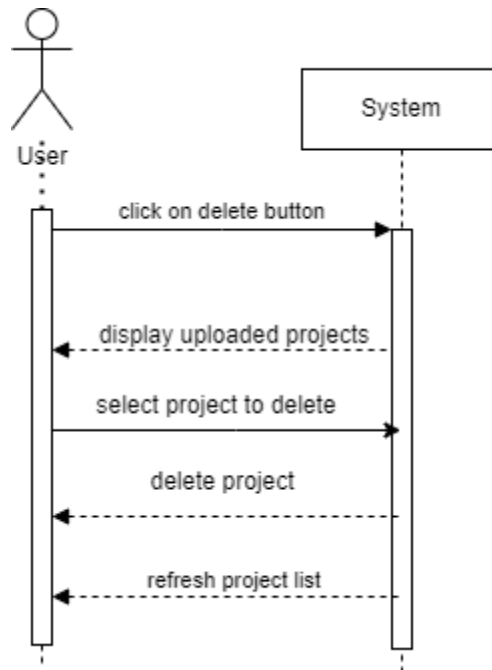 System
User
click on delete button
display uploaded projects
select project to delete
delete project
refresh project list